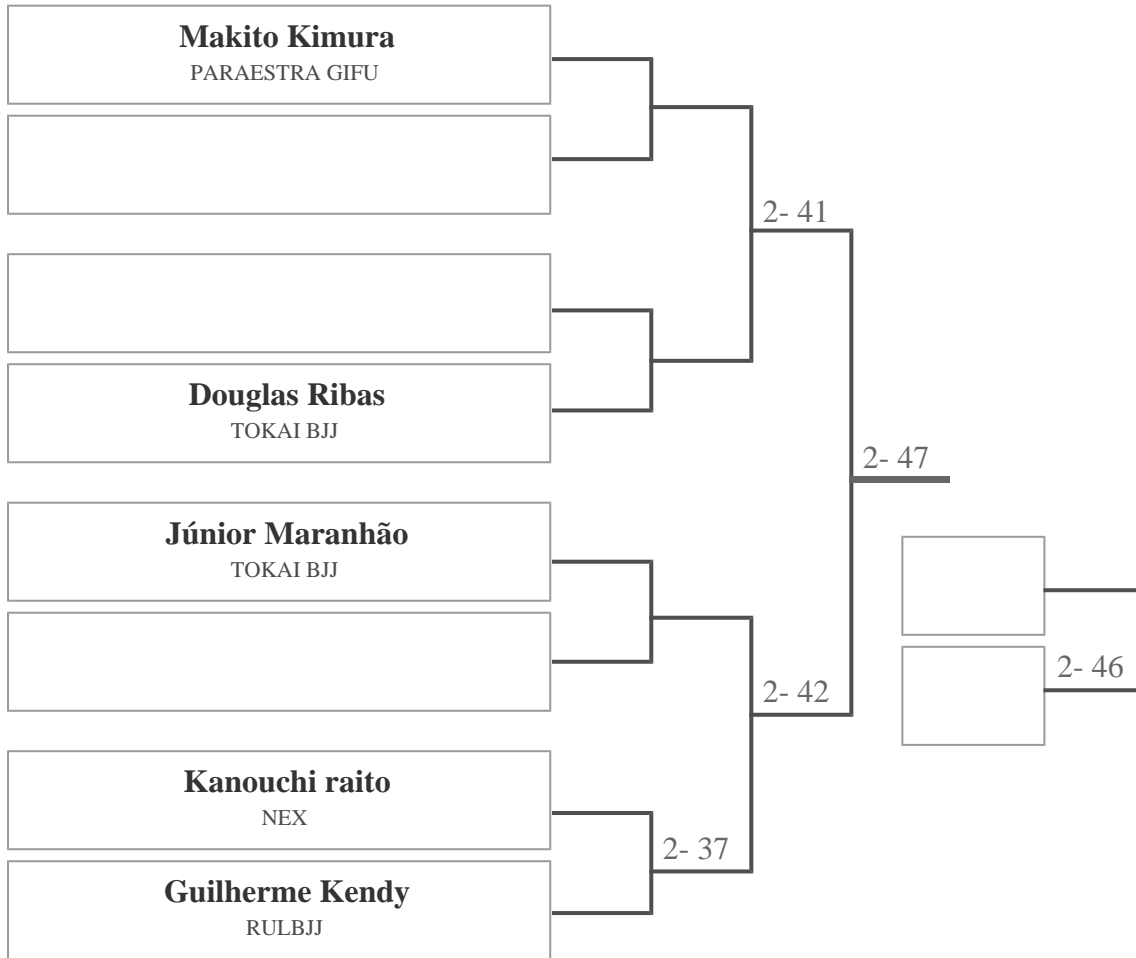 Makito Kimura
PARAESTRA GIFU
2- 41
Douglas Ribas
TOKAI BJJ
2- 47
Júnior Maranhão
TOKAI BJJ
2- 46
2- 42
Kanouchi raito
NEX
2- 37
Guilherme Kendy
RULBJJ